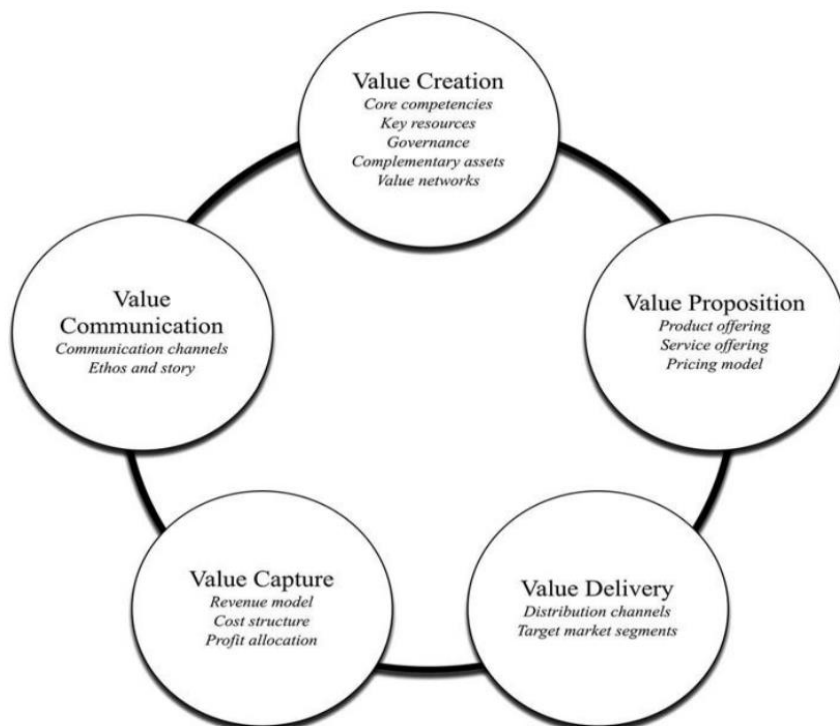 Value Creation
Core competencies
Key resources
Governance
Complementary assets
Value networks
Value Proposition
Product offering
Service offering
Pricing model
Value Delivery
Distribution channels
Target market segments
Value Capture
Revenue model
Cost structure
Profit allocation
Value
Communication
Communication channels
Ethos and story